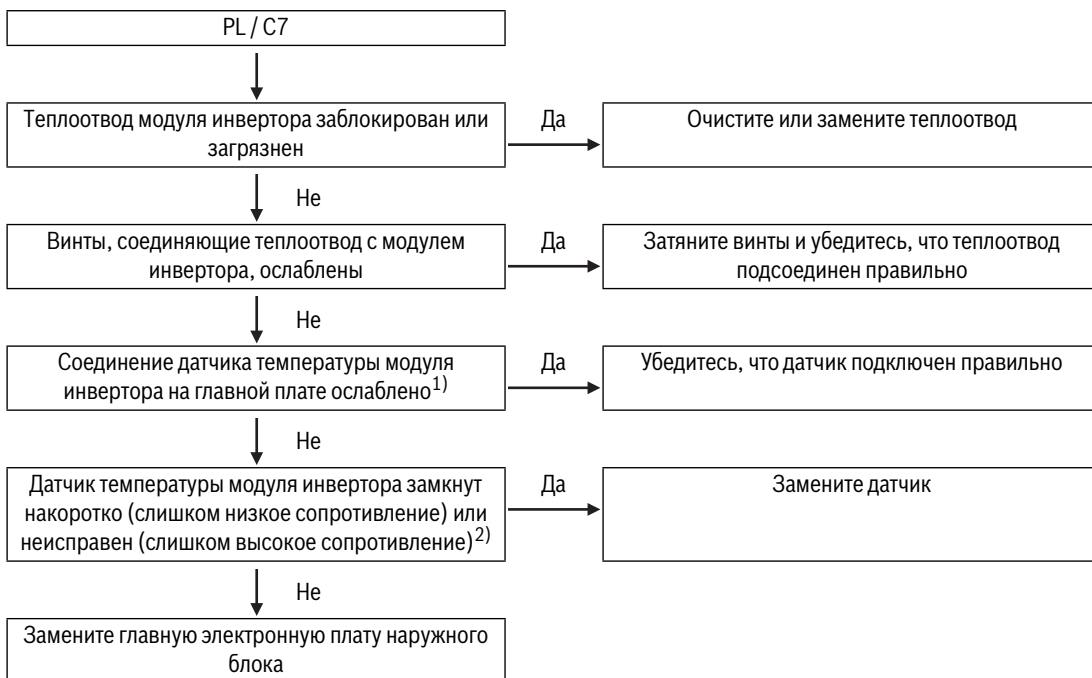 PL / C7
Теплоотвод модуля инвертора заблокирован или
загрязнен
Да
Очистите или замените теплоотвод
Не
Винты, соединяющие теплоотвод с модулем
инвертора, ослаблены
Да
Затяните винты и убедитесь, что теплоотвод
подсоединен правильно
Не
Соединение датчика температуры модуля
инвертора на главной плате ослаблено1)
Да
Убедитесь, что датчик подключен правильно
Не
Датчик температуры модуля инвертора замкнут
накоротко (слишком низкое сопротивление) или
неисправен (слишком высокое сопротивление)2)
Да
Замените датчик
Не
Замените главную электронную плату наружного
блока